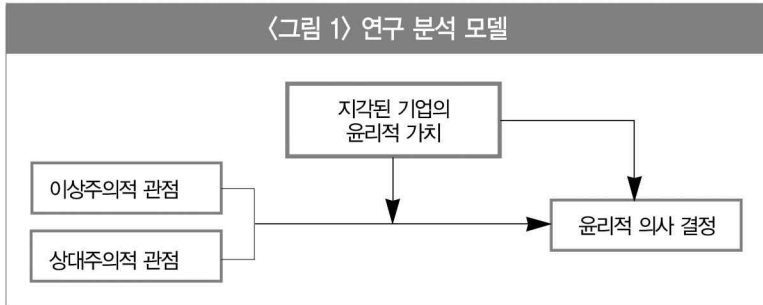 〈그림 1〉 연구 분석 모델
지각된 기업의
윤리적 가치
이상주의적 관점
윤리적 의사 결정
상대주의적 관점